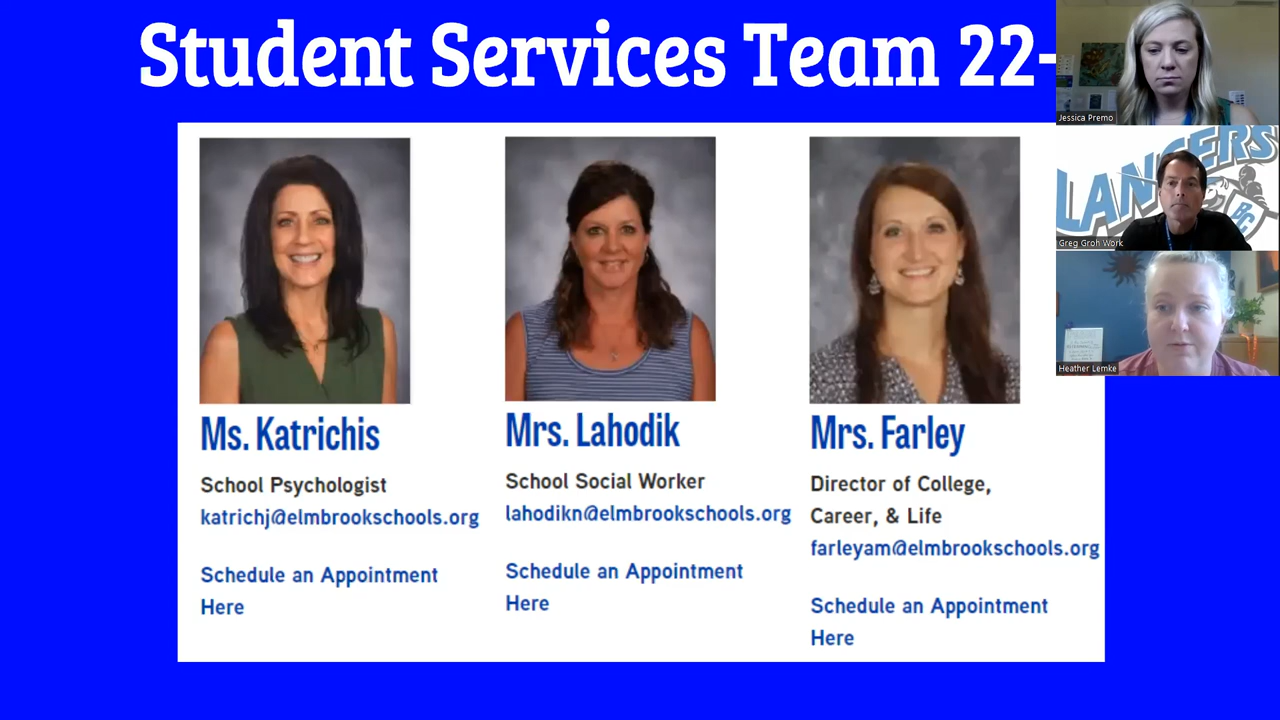 Student Services Team 22-
Jessica Premo
LANCERS
BC
Greg Groh Work
Heather Lemke
Ms. Katrichis
School Psychologist
katrichj@elmbrookschools.org
Schedule an Appointment
Here
Mrs. Lahodik
School Social Worker
lahodikn@elmbrookschools.org
Schedule an Appointment
Here
Mrs. Farley
Director of College,
Career, & Life
farleyam@elmbrookschools.org
Schedule an Appointment
Here